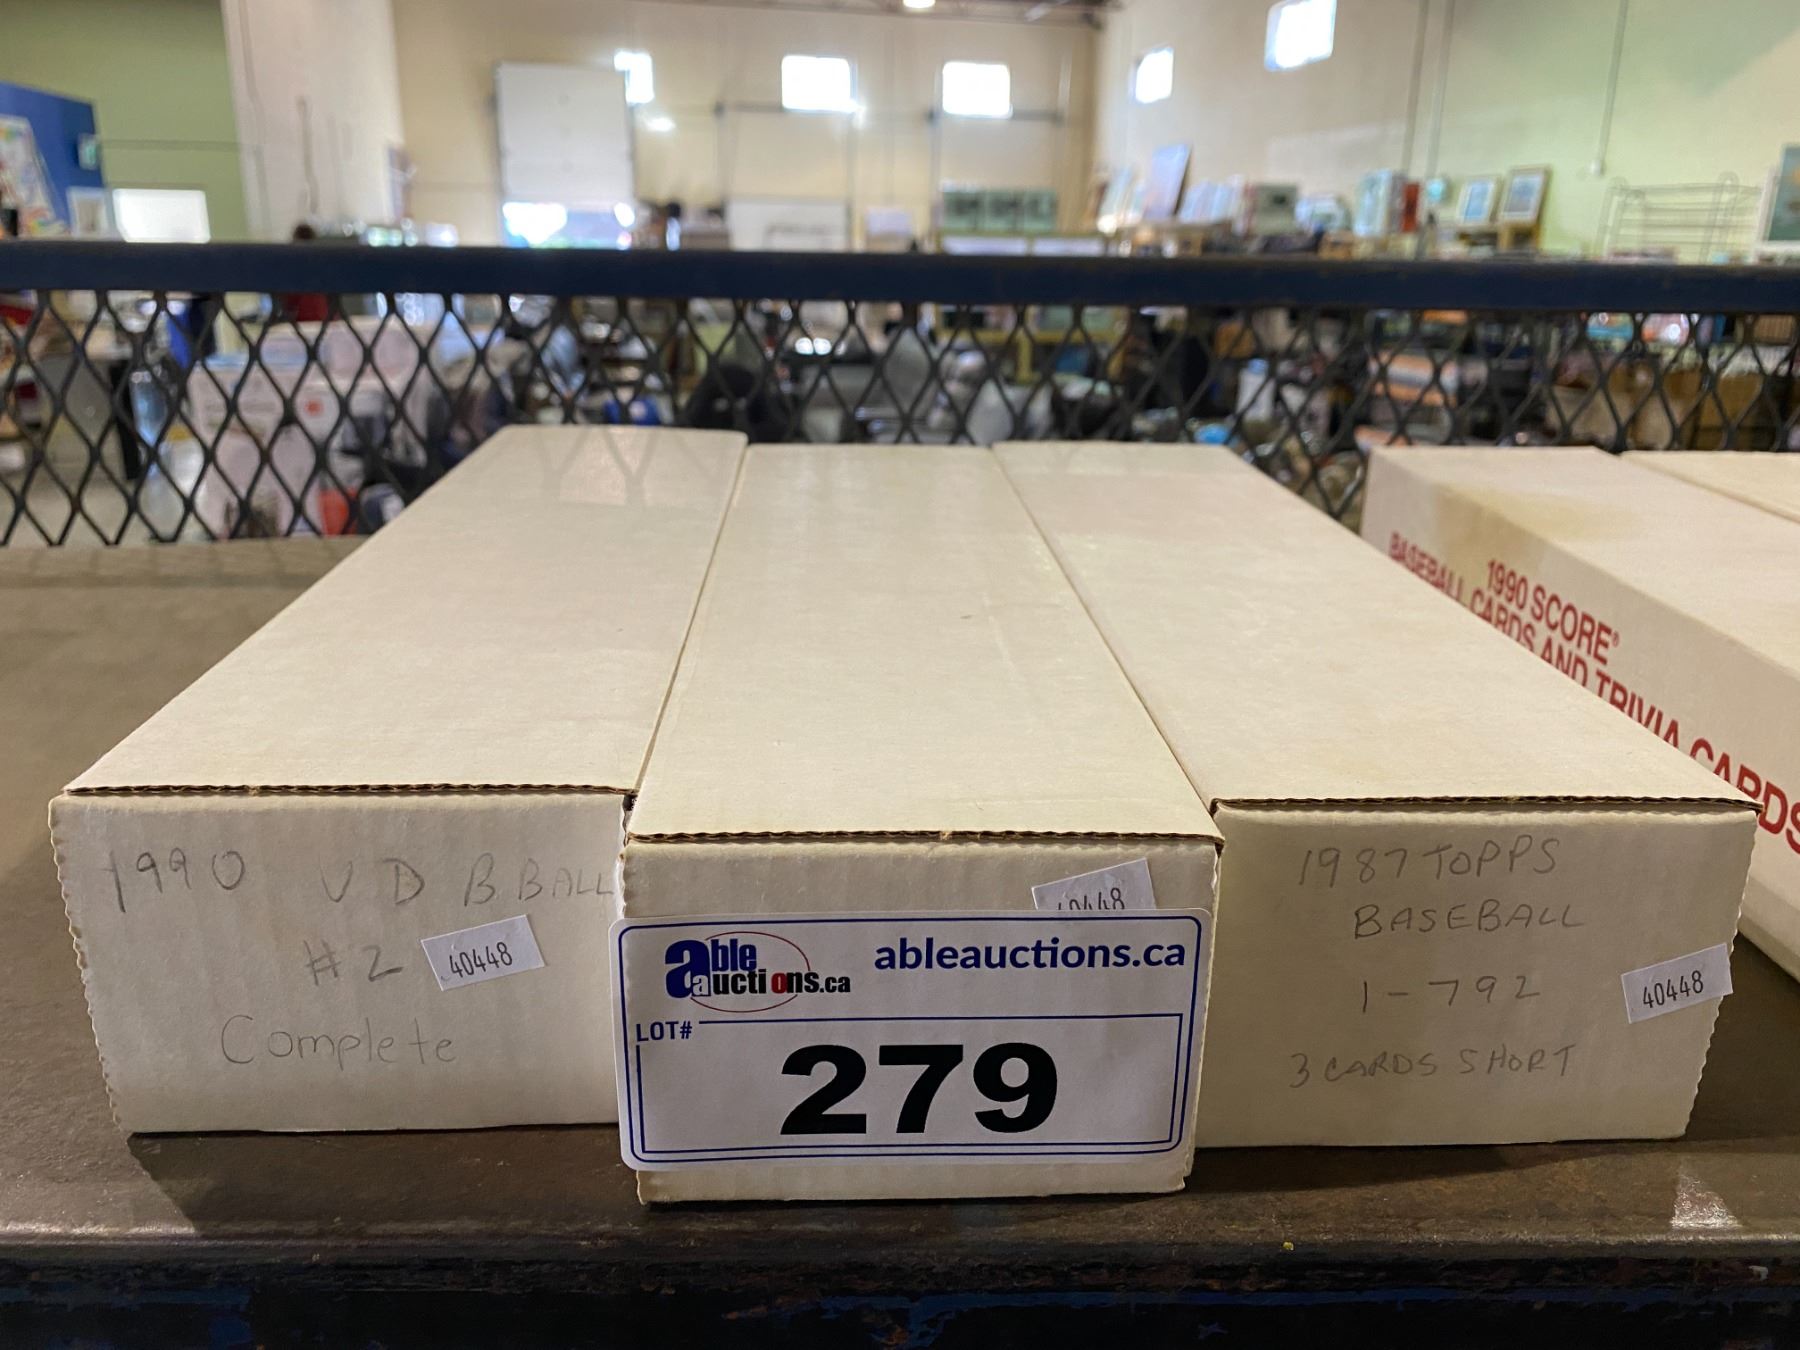 1990 UD B.BALL
#2
40448
Complete
40448
able auctions.ca
ableauctions.ca
LOT#
279
1987 TOPPS
BASEBALL
1-792
40448
3 CARDS SHORT
1990 SCORE®
BASEBALL CARDS AND TRIVIA CARDS